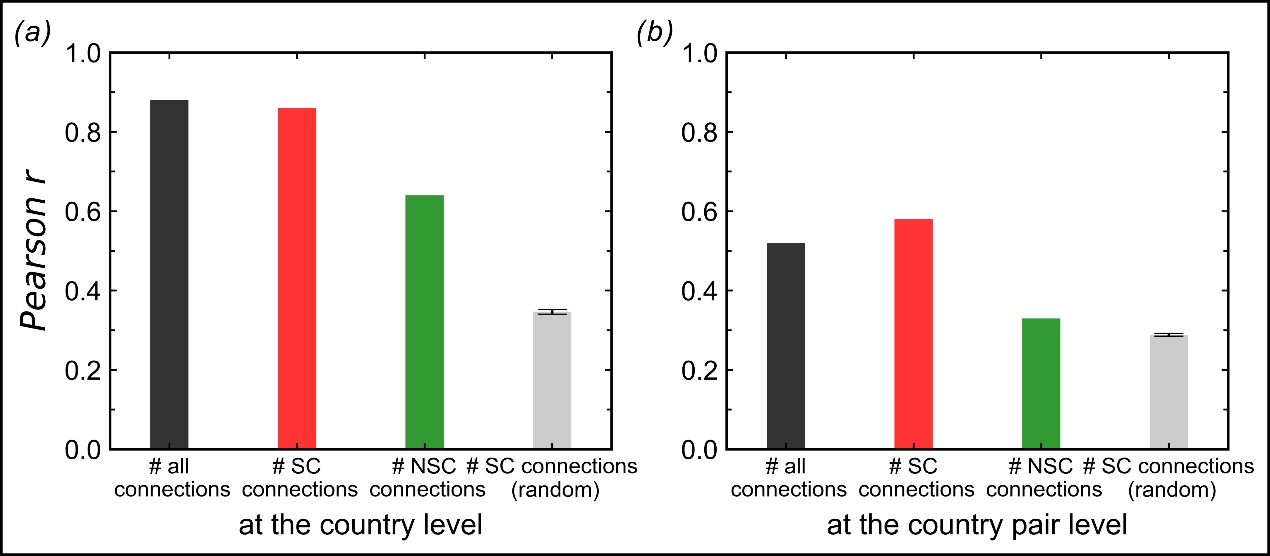 (a)
Pearson r
1.0
0.8
0.6
0.4
0.2
0.0
# all connections
# SC connections
# NSC connections
# SC connections (random)
at the country level
(b)
1.0
0.8
0.6
0.4
0.2
0.0
# all connections
# SC connections
# NSC connections
# SC connections (random)
at the country pair level